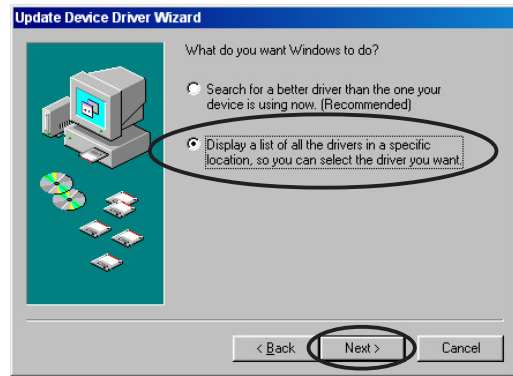 Update Device Driver Wizard
What do you want Windows to do?
Search for a better driver than the one your
device is using now. (Recommended)
Display a list of all the drivers in a specific
location, so you can select the driver you want.
< Back
Next >
Cancel